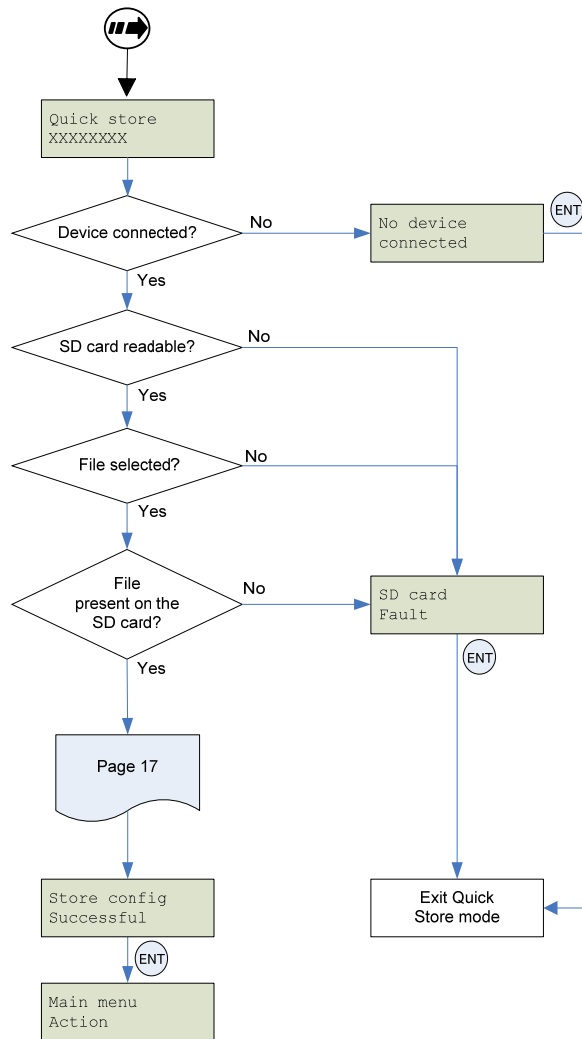 Quick store
XXXXXXXX
Device connected?
No
No device
connected
ENT
Yes
SD card readable?
No
Yes
File selected?
No
Yes
File
present on the
SD card?
No
SD card
Fault
ENT
Yes
Page 17
Store config
Successful
Exit Quick
Store mode
ENT
Main menu
Action